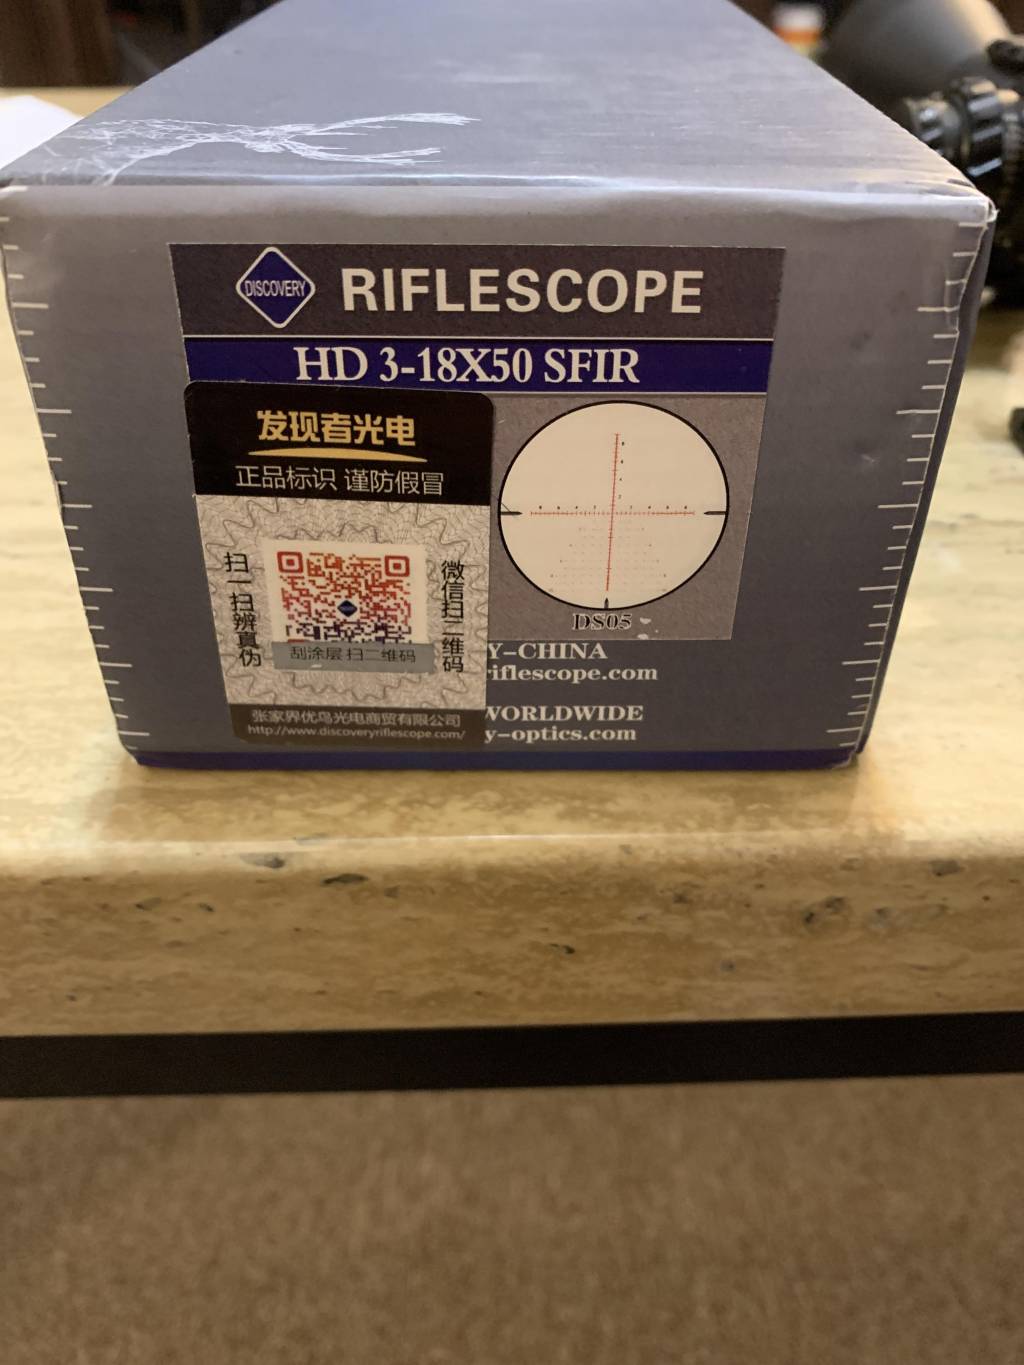 DISCOVERY
RIFLESCOPE
HD 3-18X50 SFIR
发现者光电
正品标识 谨防假冒
扫一扫辨真伪
微信扫二维码
刮涂层 扫二维码
张家界优鸟光电商贸有限公司
http://www.discoveryriflescope.com/
DS05
Y-CHINA
riflescope.com
WORLDWIDE
y-optics.com